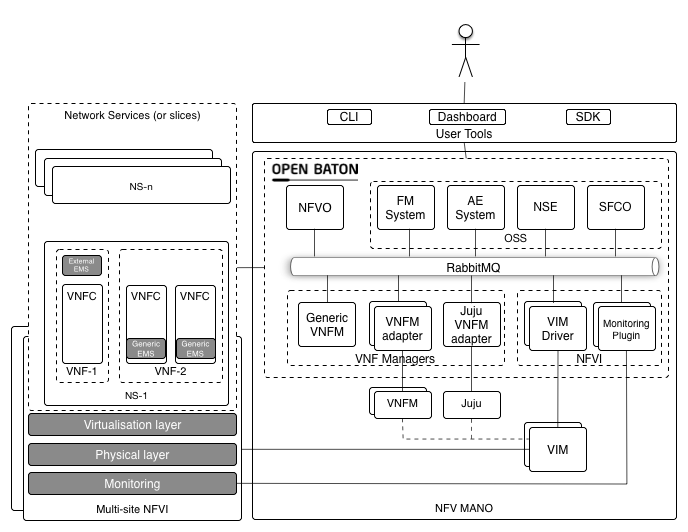 Network Services (or slices)
NS-n
External
EMS
VNFC
VNFC
VNFC
Generic
EMS
Generic
EMS
VNF-1
VNF-2
NS-1
Virtualisation layer
Physical layer
Monitoring
Multi-site NFVI
CLI
Dashboard
SDK
User Tools
OPEN BATON
NFVO
FM
System
AE
System
NSE
SFCO
OSS
RabbitMQ
Generic
VNFM
VNFM
adapter
Juju
VNFM
adapter
VNF Managers
VIM
Driver
Monitoring
Plugin
NFVI
VNFM
Juju
VIM
NFV MANO